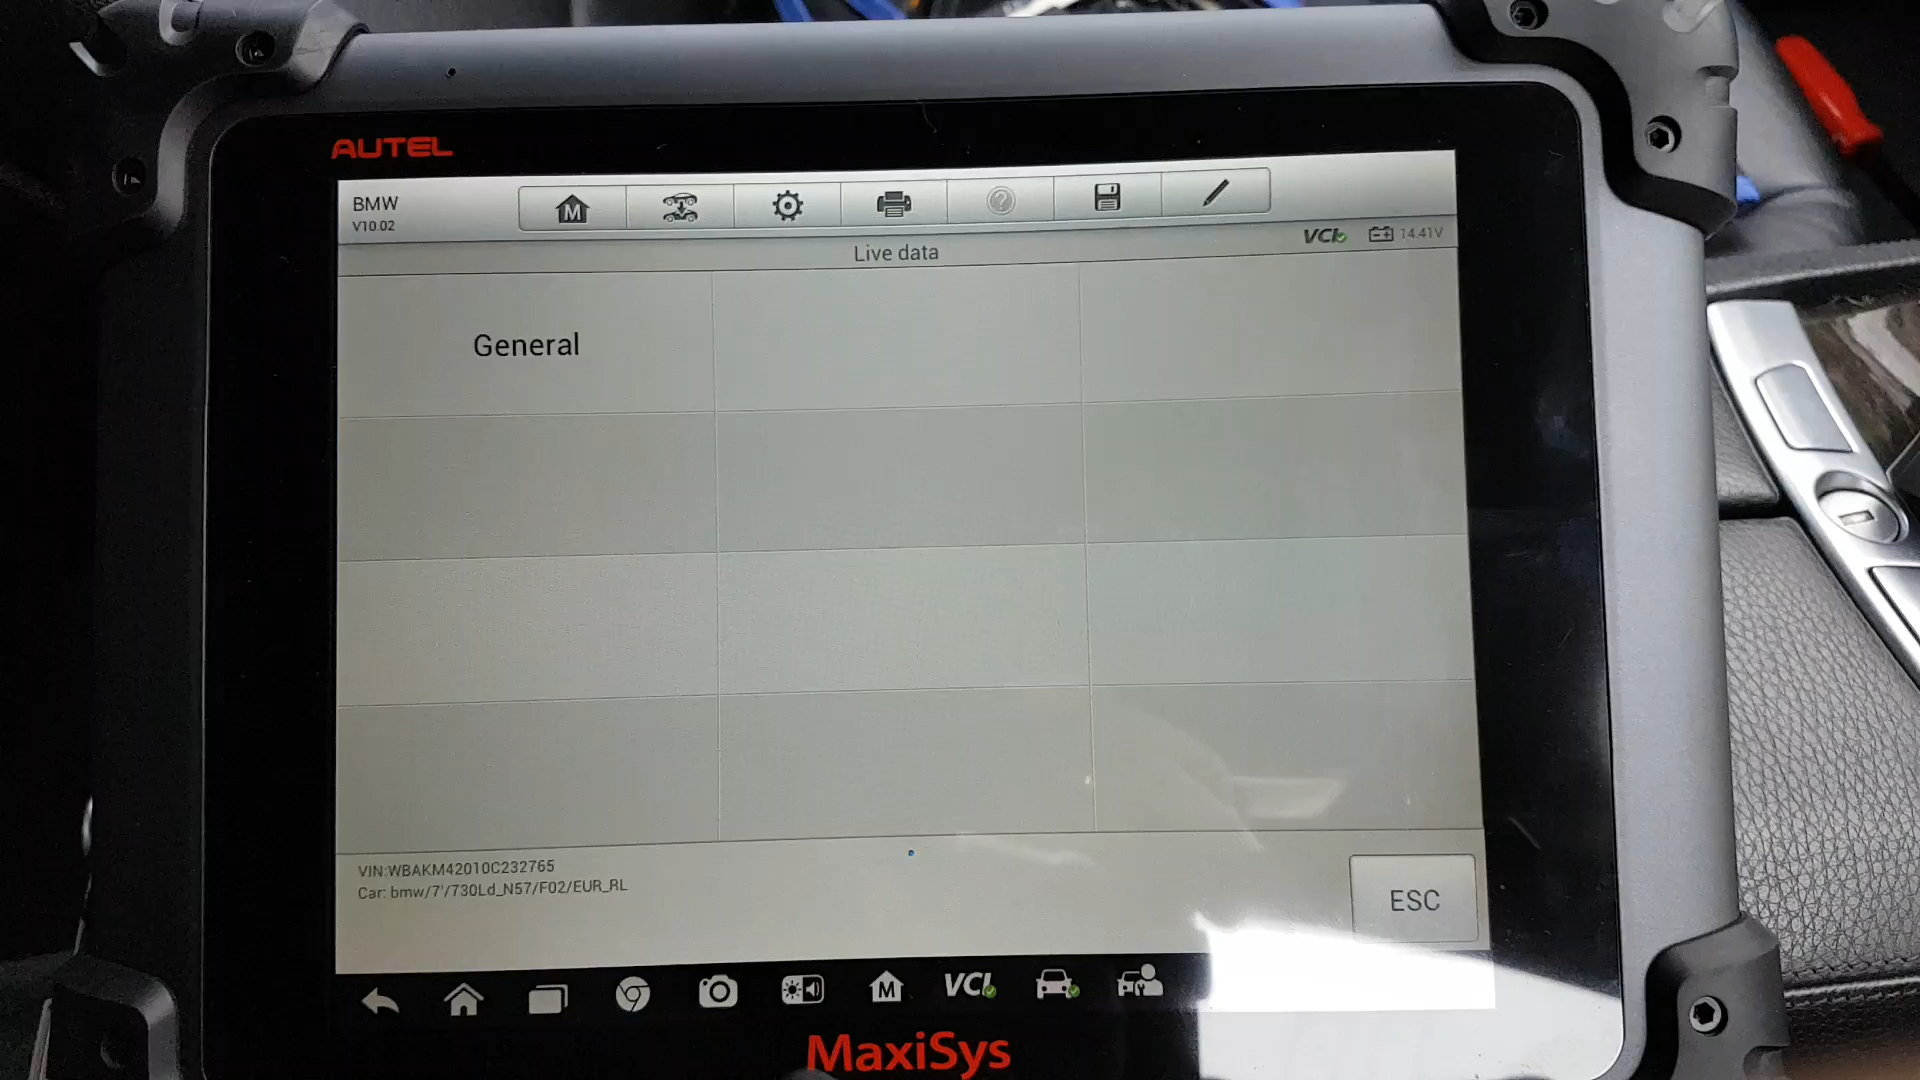 AUTEL
BMW
V10.02
M
?
VCI
14.41V
Live data
General
VIN:WBAKM42010C232765
Car: bmw/7'/730Ld_N57/F02/EUR_RL
ESC
M
VCI
MaxiSys